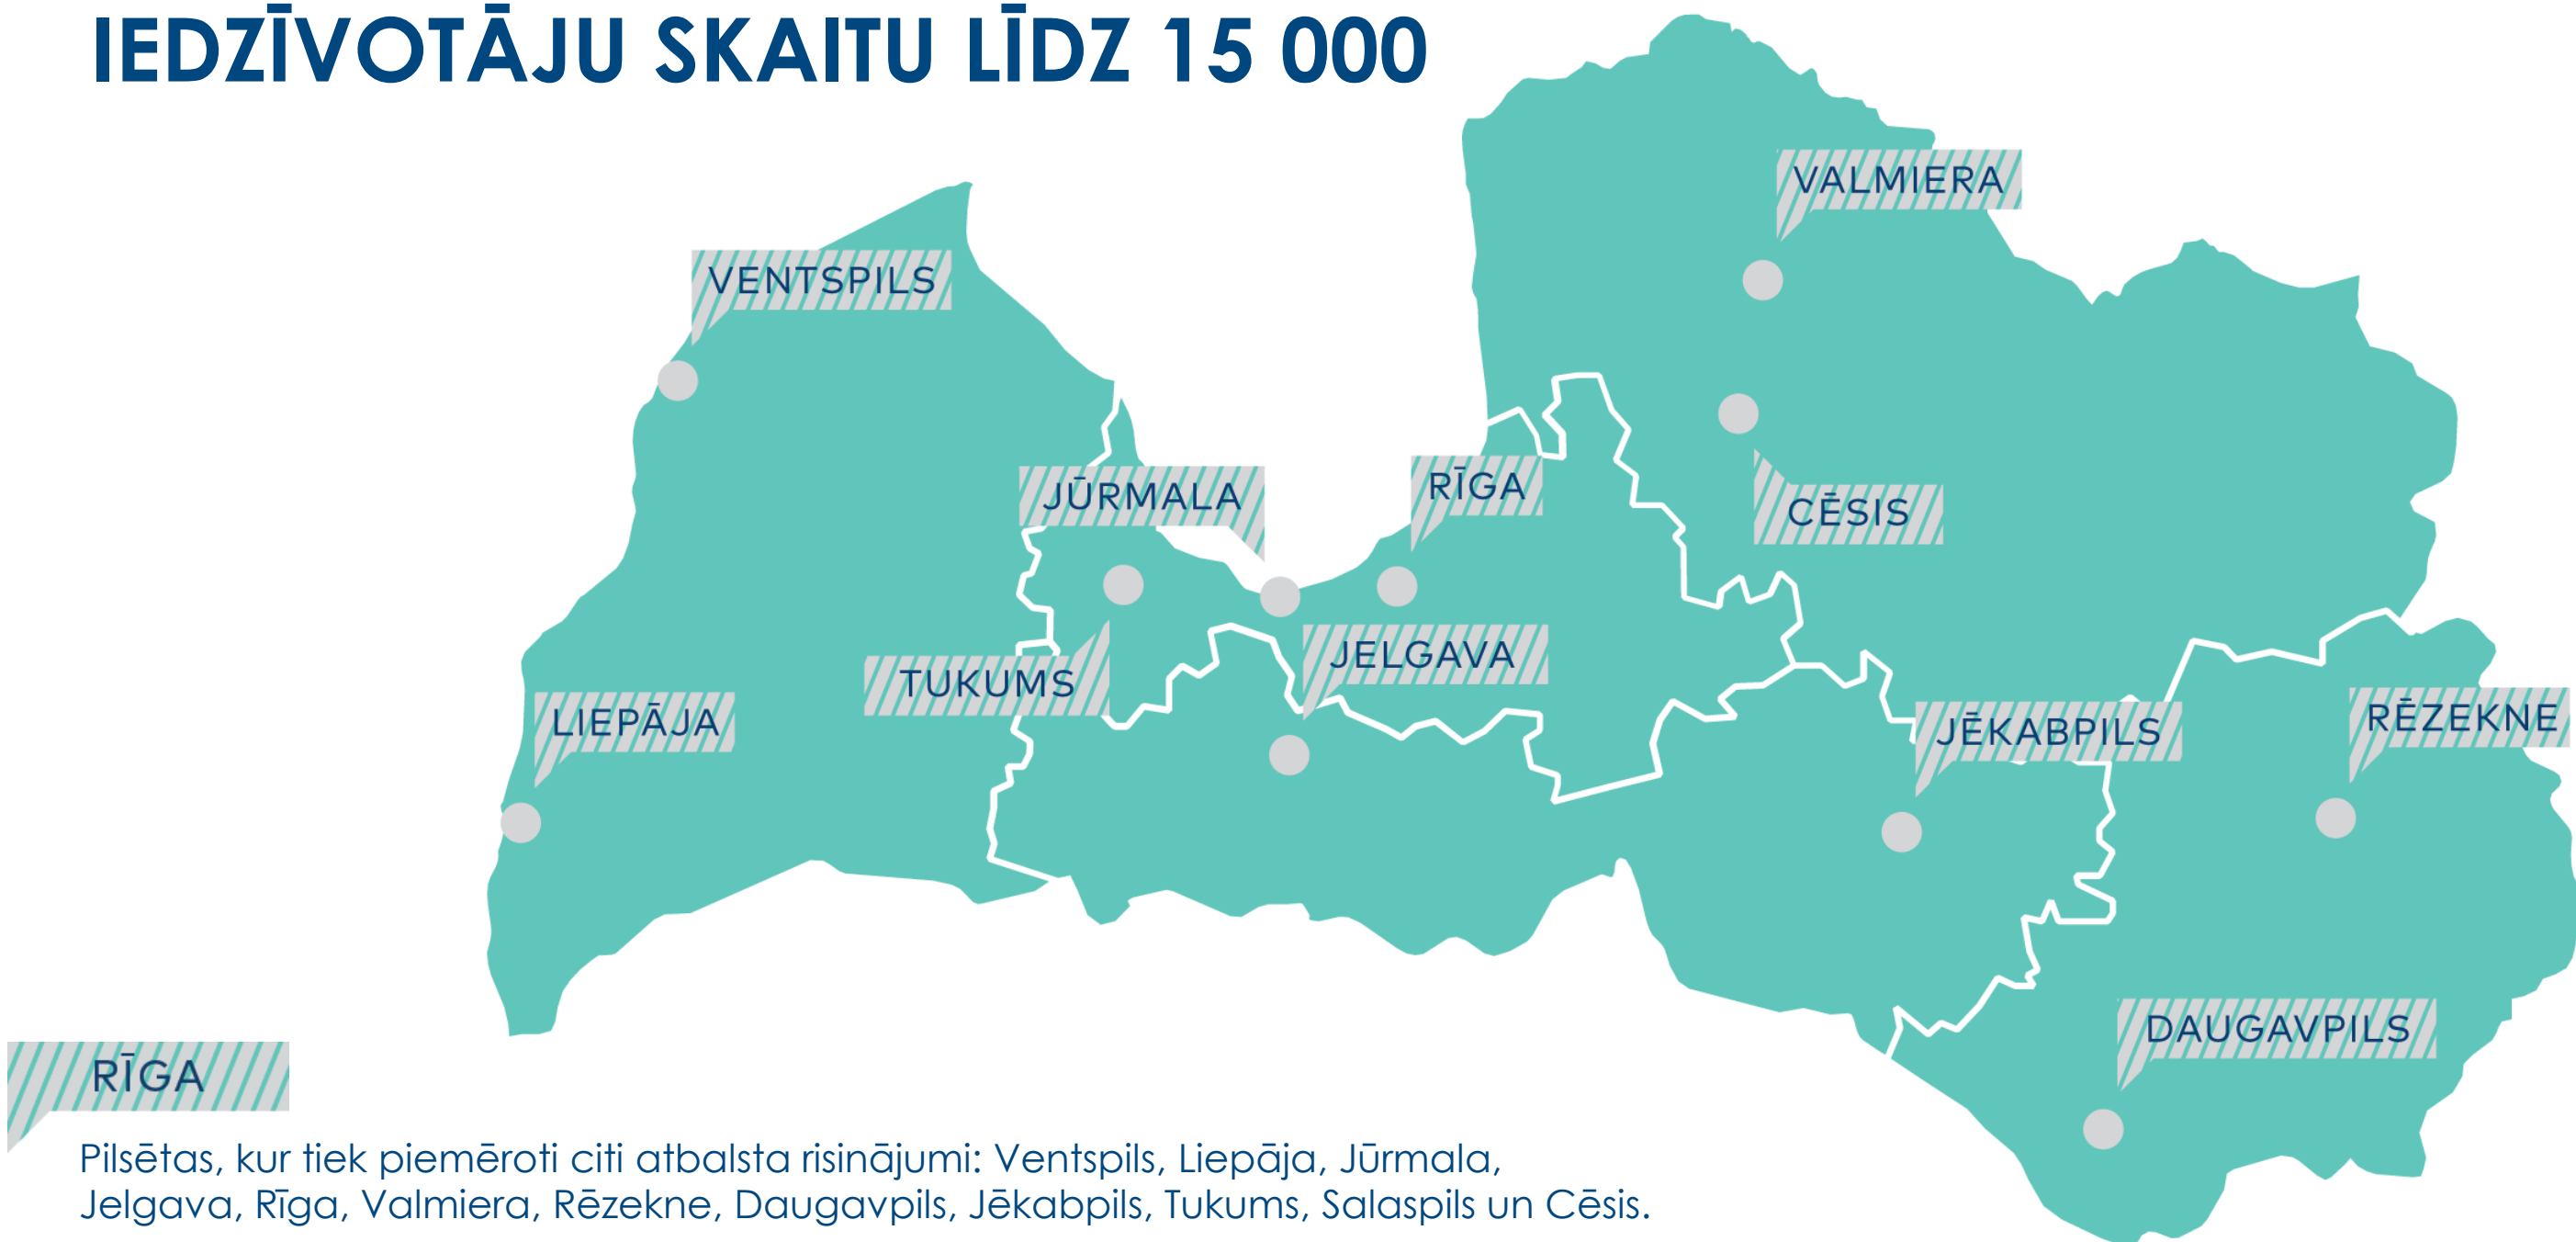 IEDZĪVOTĀJU SKAITU LĪDZ 15 000
VALMIERA
VENTSPILS
JŪRMALA
RĪGA
CĒSIS
TUKUMS
JELGAVA
LIEPĀJA
JĒKABPILS
RĒZEKNE
DAUGAVPILS
RĪGA
Pilsētas, kur tiek piemēroti citi atbalsta risinājumi: Ventspils, Liepāja, Jūrmala,
Jelgava, Rīga, Valmiera, Rēzekne, Daugavpils, Jēkabpils, Tukums, Salaspils un Cēsis.